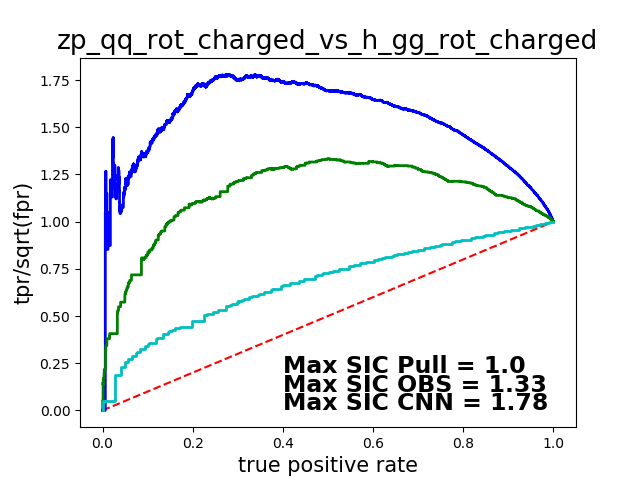 zp_qq_rot_charged_vs_h_gg_rot_charged
tpr/sqrt(fpr)
1.75
1.50
1.25
1.00
0.75
0.50
0.25
0.00
Max SIC Pull = 1.0
Max SIC OBS = 1.33
Max SIC CNN = 1.78
0.0 0.2 0.4 0.6 0.8 1.0
true positive rate